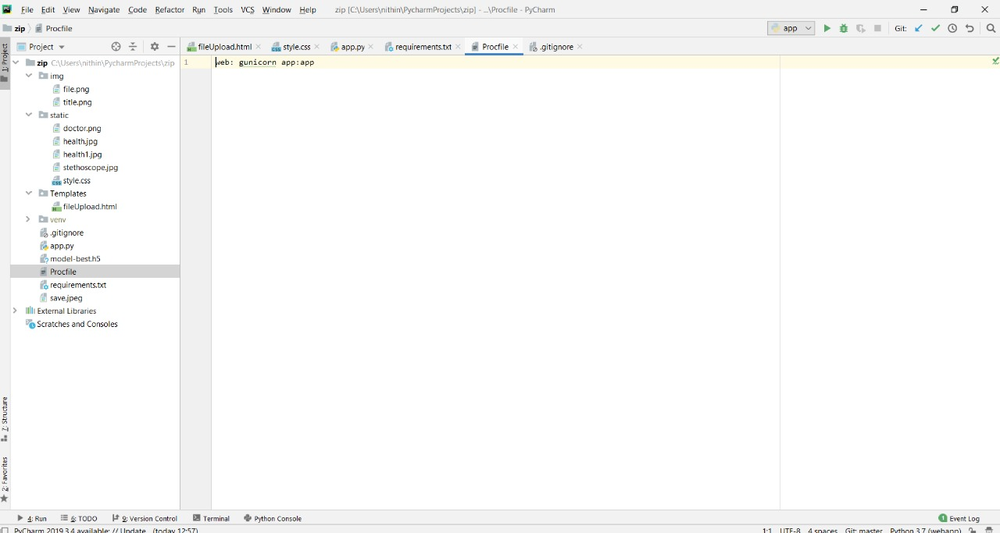 File Edit View Navigate Code Refactor Run Tools VCS Window Help zip [C:\Users\nithin\PycharmProjects\zip] - ...\Procfile - PyCharm
zip Procfile app Git:
1: Project
Project fileUpload.html style.css app.py requirements.txt Procfile .gitignore
zip C:\Users\nithin\PycharmProjects\zip
1 web: gunicorn app:app
img
file.png
title.png
static
doctor.png
health.jpg
health1.jpg
stethoscope.jpg
style.css
Templates
fileUpload.html
venv
.gitignore
app.py
model-best.h5
Procfile
requirements.txt
save.jpeg
External Libraries
Scratches and Consoles
7: Structure
2: Favorites
4: Run 6: TODO 9: Version Control Terminal Python Console 1 Event Log
PyCharm 2019.3.4 available: // Update... (today 12:57) 1:1 UTF-8 4 spaces Git: master Python 3.7 (webapp)